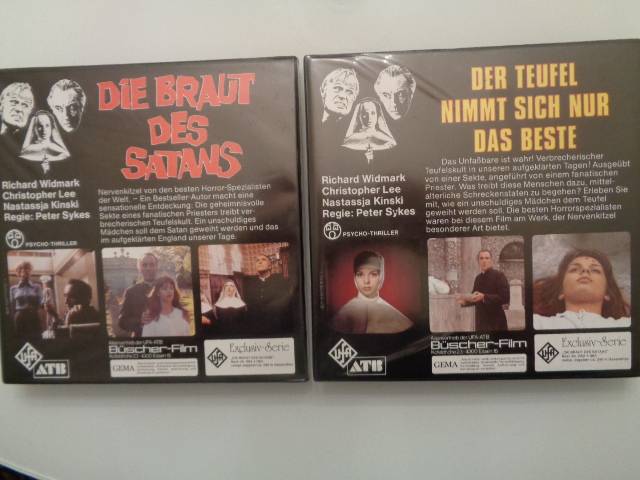 DIE BRAUT
DES
SATANS
Richard Widmark
Christopher Lee
Nastassja Kinski
Regie: Peter Sykes
Nervenkitzel von den besten Horror-Spezialisten
der Welt. – Ein Bestseller-Autor macht eine
sensationelle Entdeckung: Die geheimnisvolle
Sekte eines fanatischen Priesters treibt ver-
brecherischen Teufelskult. Ein unschuldiges
Mädchen soll dem Satan geweiht werden und das
im aufgeklärten England unserer Tage.
PSYCHO-THRILLER
Ufa
ATB
Büscher-Film
GEMA
Exclusiv-Serie
DER TEUFEL
NIMMT SICH NUR
DAS BESTE
Richard Widmark
Christopher Lee
Nastassja Kinski
Regie: Peter Sykes
Das Unfaßbare ist wahr! Verbrecherischer
Teufelskult in unseren aufgeklärten Tagen! Ausgeübt
von einer Sekte, angeführt von einem fanatischen
Priester. Was treibt diese Menschen dazu, mittel-
alterliche Schreckenstaten zu begehen? Erleben Sie
mit, wie ein unschuldiges Mädchen dem Teufel
geweiht werden soll. Die besten Horrorspezialisten
waren bei diesem Film am Werk, der Nervenkitzel
besonderer Art bietet.
PSYCHO-THRILLER
Ufa
ATB
Büscher-Film
GEMA
Exclusiv-Serie